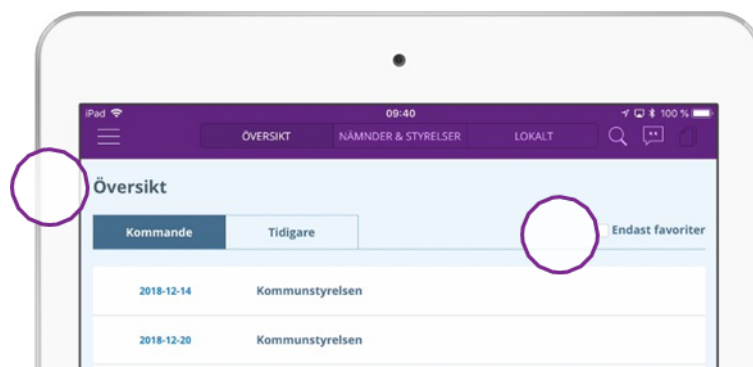 iPad 09:40 100 %
ÖVERSIKT NÄMNDER & STYRELSER LOKALT
Översikt
Kommande Tidigare Endast favoriter
2018-12-14 Kommunstyrelsen
2018-12-20 Kommunstyrelsen